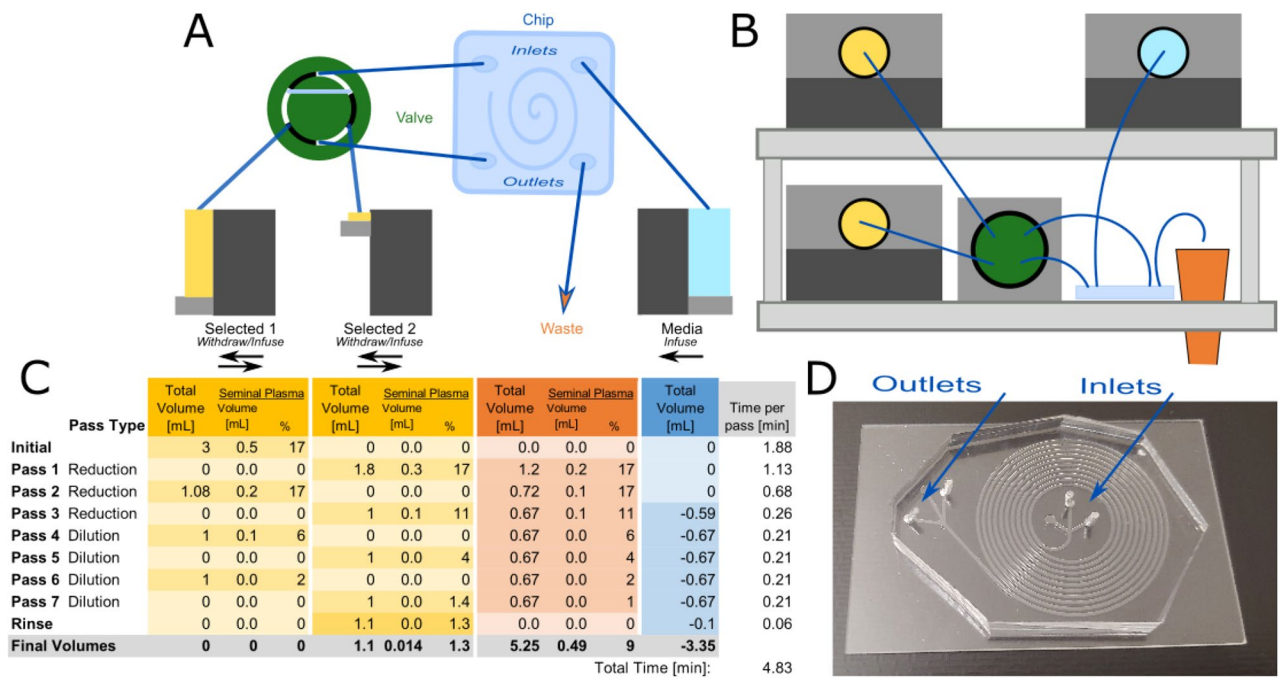 A
Chip
Inlets
Valve
Outlets
Selected 1
Withdraw/Infuse
Selected 2
Withdraw/Infuse
Waste
Media
Infuse
B
C
Total Volume [mL] Seminal Plasma Volume [mL] % Total Volume [mL] Seminal Plasma Volume [mL] % Total Volume [mL] Seminal Plasma Volume [mL] % Total Volume [mL] Time per pass [min]
Pass Type
Initial 3 0.5 17 0 0.0 0 0.0 0.0 0 0 1.88
Pass 1 Reduction 0 0.0 0 1.8 0.3 17 1.2 0.2 17 0 1.13
Pass 2 Reduction 1.08 0.2 17 0 0.0 0 0.72 0.1 17 0 0.68
Pass 3 Reduction 0 0.0 0 1 0.1 11 0.67 0.1 11 -0.59 0.26
Pass 4 Dilution 1 0.1 6 0 0.0 0 0.67 0.0 6 -0.67 0.21
Pass 5 Dilution 0 0.0 0 1 0.0 4 0.67 0.0 4 -0.67 0.21
Pass 6 Dilution 1 0.0 2 0 0.0 0 0.67 0.0 2 -0.67 0.21
Pass 7 Dilution 0 0.0 0 1 0.0 1.4 0.67 0.0 1 -0.67 0.21
Rinse 0 0.0 0 1.1 0.0 1.3 0 0.0 0 -0.1 0.06
Final Volumes 0 0 0 1.1 0.014 1.3 5.25 0.49 9 -3.35
Total Time [min]: 4.83
D
Outlets
Inlets